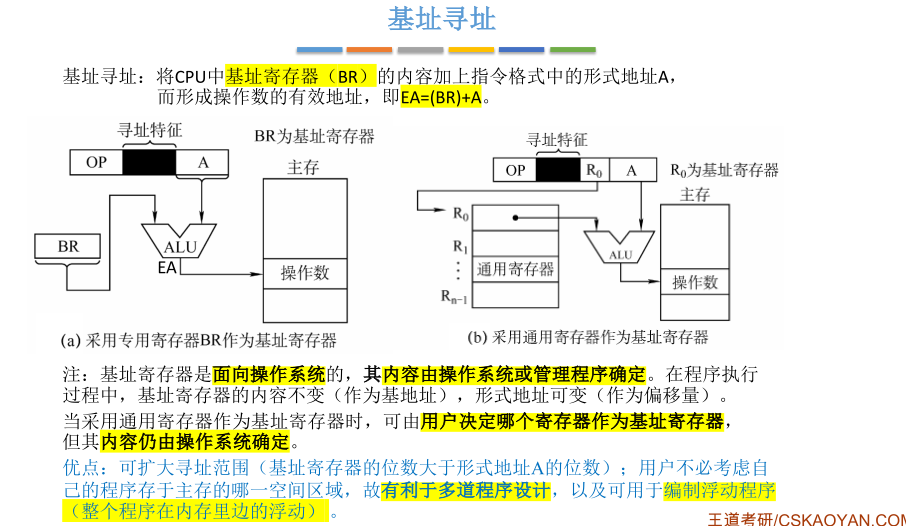 基址寻址
基址寻址：将CPU中基址寄存器（BR）的内容加上指令格式中的形式地址A，
而形成操作数的有效地址，即EA=(BR)+A。
寻址特征
BR为基址寄存器
OP
A
主存
BR
ALU
EA
操作数
(a) 采用专用寄存器BR作为基址寄存器
寻址特征
OP
R0
A
R0为基址寄存器
主存
R0
R1
⋮
通用寄存器
Rn−1
ALU
操作数
(b) 采用通用寄存器作为基址寄存器
注：基址寄存器是面向操作系统的，其内容由操作系统或管理程序确定。在程序执行
过程中，基址寄存器的内容不变（作为基地址），形式地址可变（作为偏移量）。
当采用通用寄存器作为基址寄存器时，可由用户决定哪个寄存器作为基址寄存器，
但其内容仍由操作系统确定。
优点：可扩大寻址范围（基址寄存器的位数大于形式地址A的位数）；用户不必考虑自
己的程序存于主存的哪一空间区域，故有利于多道程序设计，以及可用于编制浮动程序
（整个程序在内存里边的浮动）。
王道考研/CSKAOYAN.COM